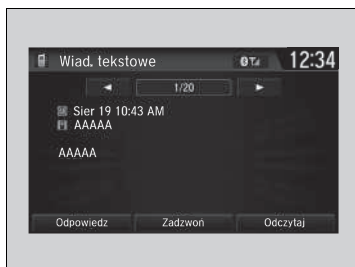 Wiad. tekstowe 12:34
1/20
Sier 19 10:43 AM
AAAAA
AAAAA
Odpowiedz Zadzwoń Odczytaj